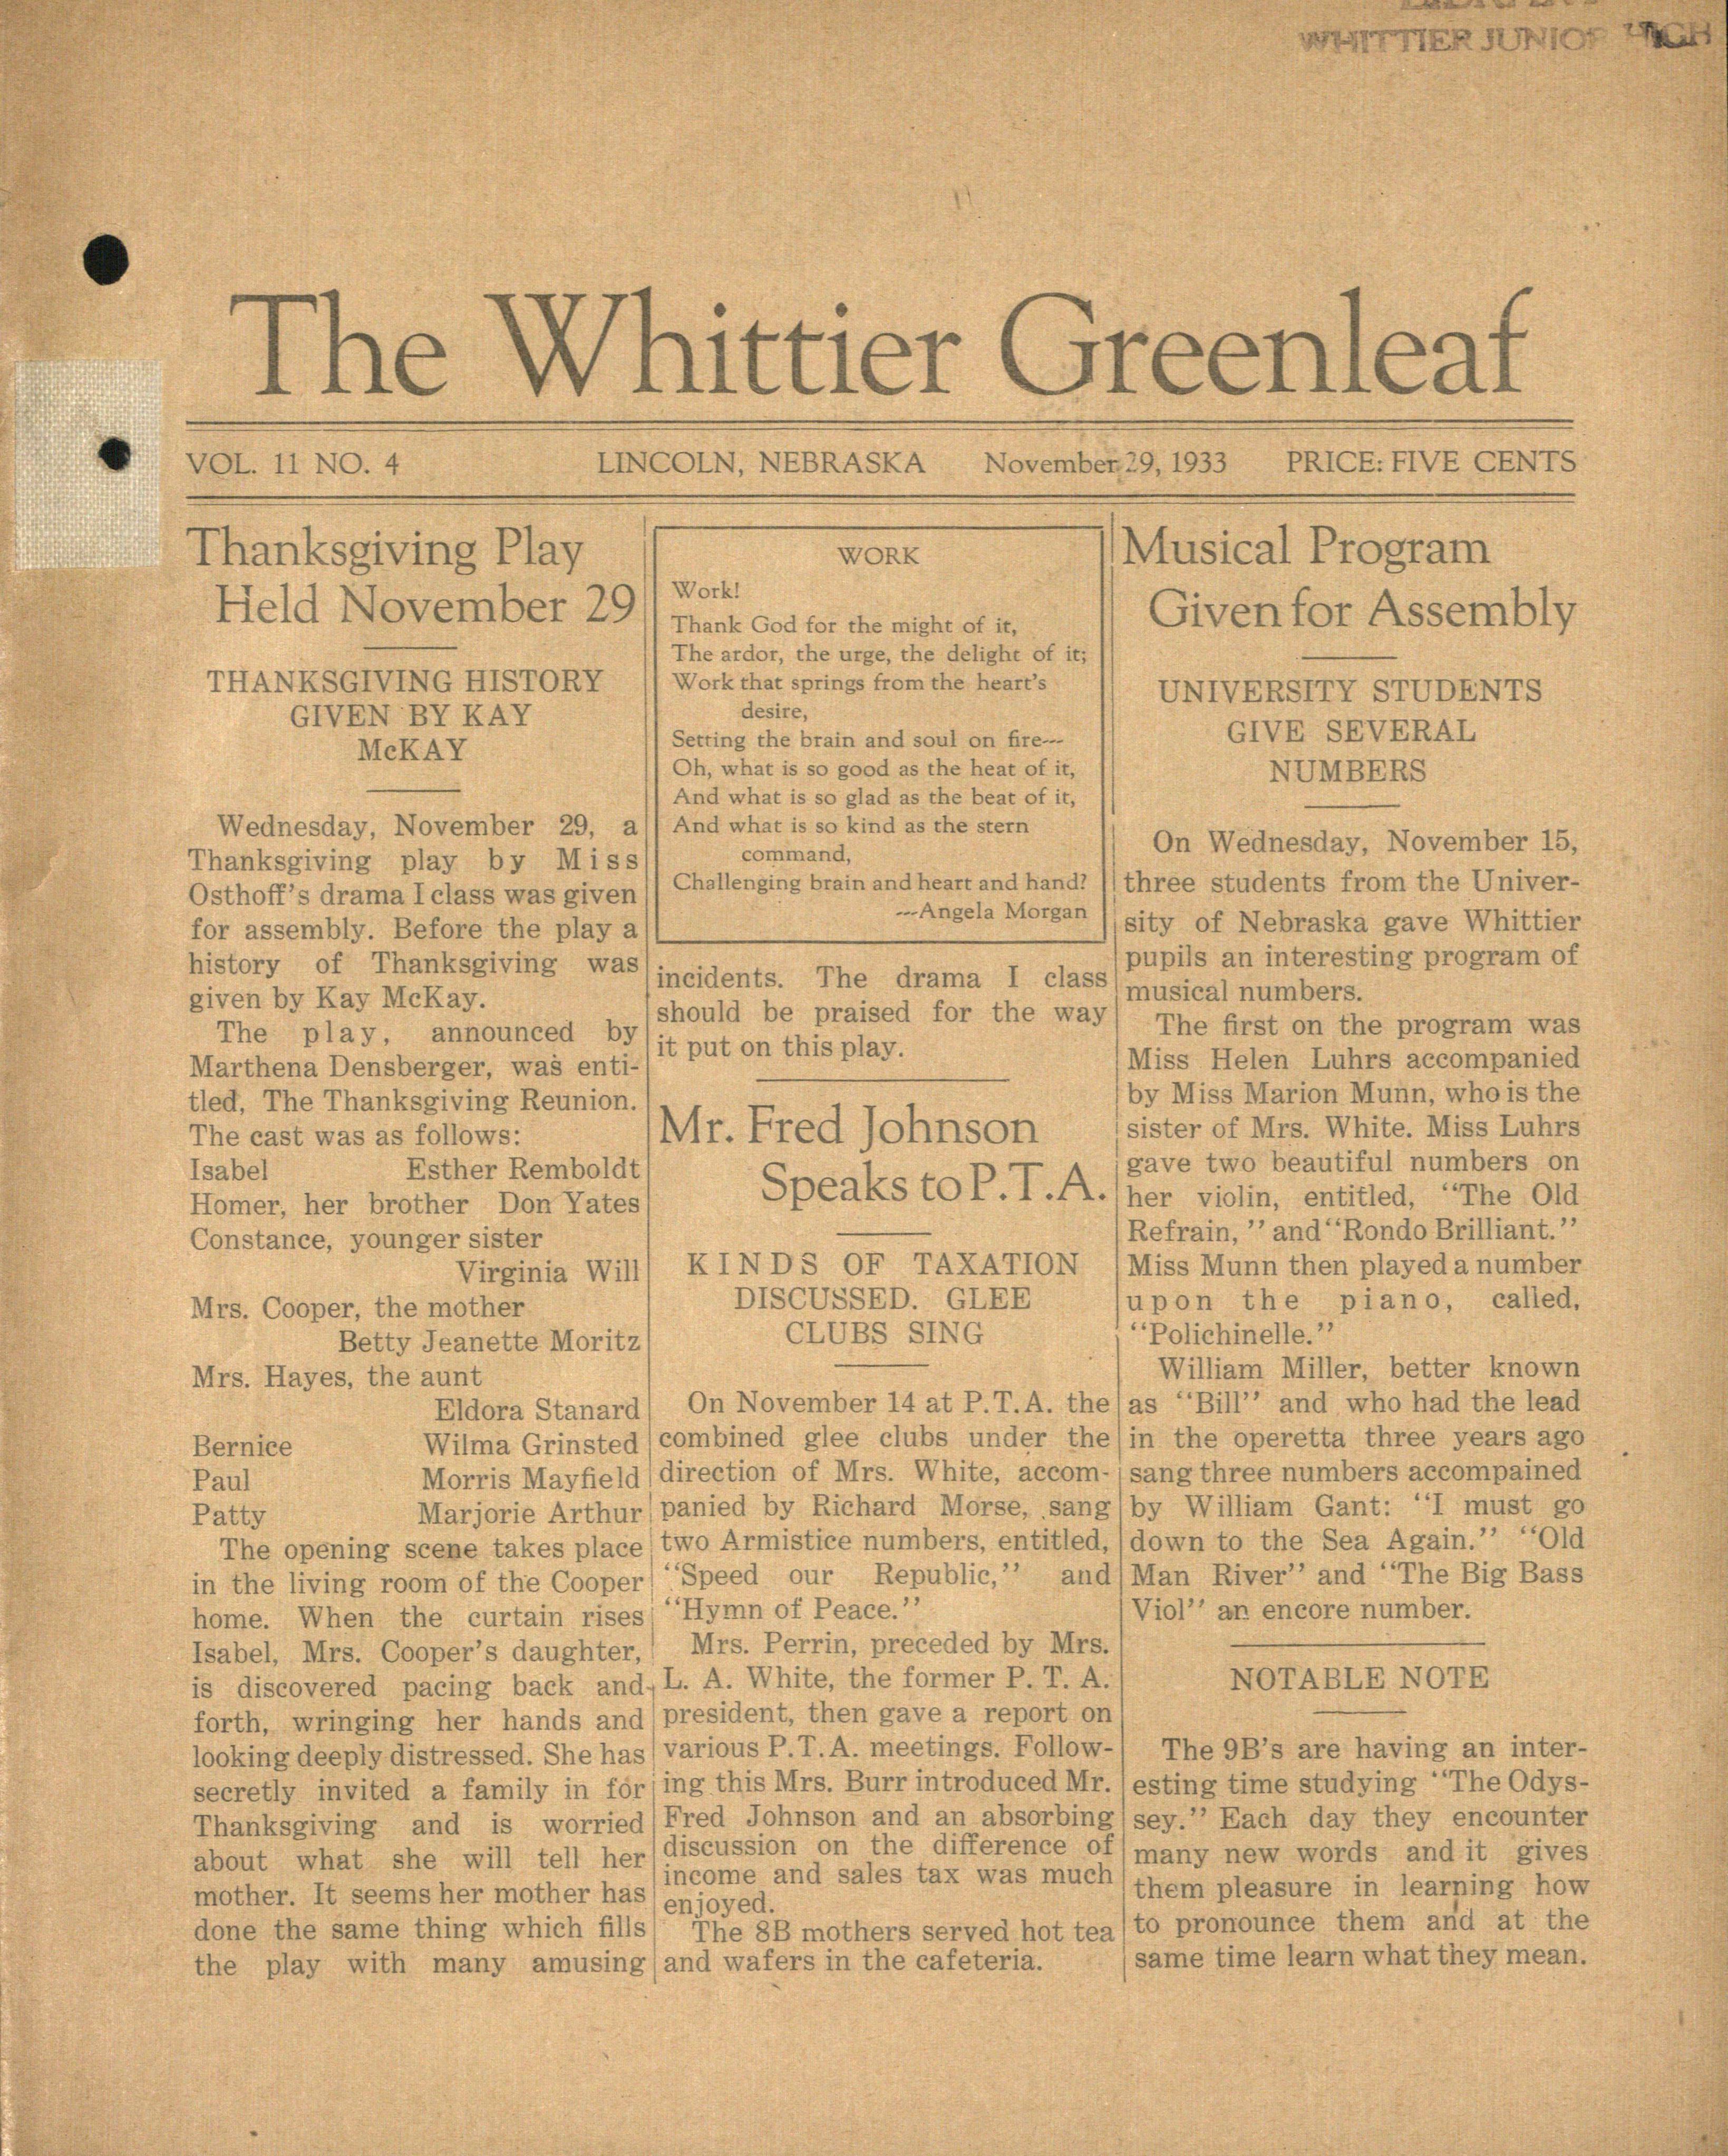 WHITTIER JUNIOR HIGH
The Whittier Greenleaf
VOL. 11 NO. 4 LINCOLN, NEBRASKA November 29, 1933 PRICE: FIVE CENTS
Thanksgiving Play
Held November 29
THANKSGIVING HISTORY
GIVEN BY KAY
McKAY
Wednesday, November 29, a
Thanksgiving play by Miss
Osthoff's drama I class was given
for assembly. Before the play a
history of Thanksgiving was
given by Kay McKay.
The play, announced by
Marthena Densberger, was enti-
tled, The Thanksgiving Reunion.
The cast was as follows:
Isabel Esther Remboldt
Homer, her brother Don Yates
Constance, younger sister
Virginia Will
Mrs. Cooper, the mother
Betty Jeanette Moritz
Mrs. Hayes, the aunt
Eldora Stanard
Bernice Wilma Grinsted
Paul Morris Mayfield
Patty Marjorie Arthur
The opening scene takes place
in the living room of the Cooper
home. When the curtain rises
Isabel, Mrs. Cooper's daughter,
is discovered pacing back and
forth, wringing her hands and
looking deeply distressed. She has
secretly invited a family in for
Thanksgiving and is worried
about what she will tell her
mother. It seems her mother has
done the same thing which fills
the play with many amusing
WORK
Work!
Thank God for the might of it,
The ardor, the urge, the delight of it;
Work that springs from the heart's
desire,
Setting the brain and soul on fire---
Oh, what is so good as the heat of it,
And what is so glad as the beat of it,
And what is so kind as the stern
command,
Challenging brain and heart and hand?
---Angela Morgan
incidents. The drama I class
should be praised for the way
it put on this play.
Mr. Fred Johnson
Speaks to P.T.A.
KINDS OF TAXATION
DISCUSSED. GLEE
CLUBS SING
On November 14 at P.T.A. the
combined glee clubs under the
direction of Mrs. White, accom-
panied by Richard Morse, sang
two Armistice numbers, entitled,
"Speed our Republic," and
"Hymn of Peace."
Mrs. Perrin, preceded by Mrs.
L. A. White, the former P. T. A.
president, then gave a report on
various P.T.A. meetings. Follow-
ing this Mrs. Burr introduced Mr.
Fred Johnson and an absorbing
discussion on the difference of
income and sales tax was much
enjoyed.
The 8B mothers served hot tea
and wafers in the cafeteria.
Musical Program
Given for Assembly
UNIVERSITY STUDENTS
GIVE SEVERAL
NUMBERS
On Wednesday, November 15,
three students from the Univer-
sity of Nebraska gave Whittier
pupils an interesting program of
musical numbers.
The first on the program was
Miss Helen Luhrs accompanied
by Miss Marion Munn, who is the
sister of Mrs. White. Miss Luhrs
gave two beautiful numbers on
her violin, entitled, "The Old
Refrain," and "Rondo Brilliant."
Miss Munn then played a number
upon the piano, called,
"Polichinelle."
William Miller, better known
as "Bill" and who had the lead
in the operetta three years ago
sang three numbers accompained
by William Gant: "I must go
down to the Sea Again." "Old
Man River" and "The Big Bass
Viol" an encore number.
NOTABLE NOTE
The 9B's are having an inter-
esting time studying "The Odys-
sey." Each day they encounter
many new words and it gives
them pleasure in learning how
to pronounce them and at the
same time learn what they mean.